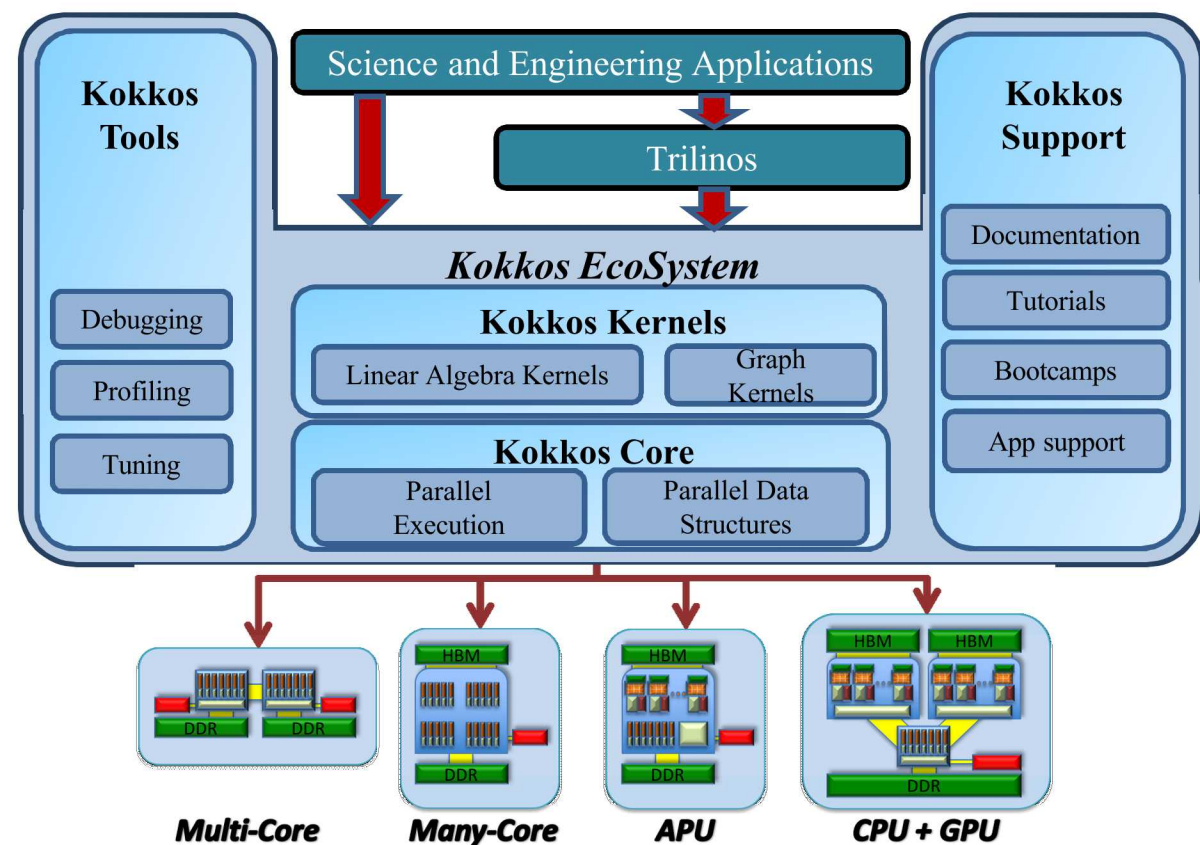 Kokkos
Tools
Debugging
Profiling
Tuning
Science and Engineering Applications
Trilinos
Kokkos EcoSystem
Kokkos Kernels
Linear Algebra Kernels
Graph
Kernels
Kokkos Core
Parallel
Execution
Parallel Data
Structures
Kokkos
Support
Documentation
Tutorials
Bootcamps
App support
DDR
DDR
Multi-Core
HBM
DDR
Many-Core
HBM
DDR
APU
HBM
HBM
DDR
CPU + GPU